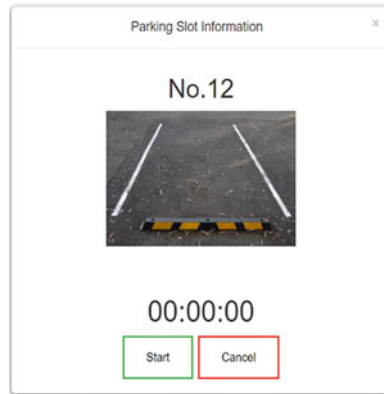 Parking Slot Information
×
No.12
00:00:00
Start
Cancel